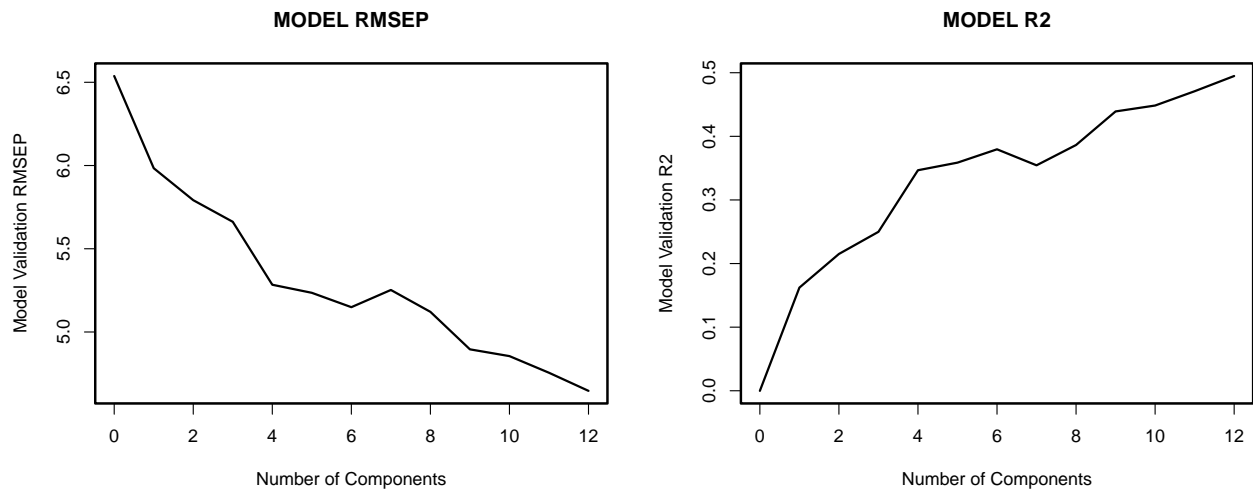 MODEL RMSEP
Model Validation RMSEP
6.5
6.0
5.5
5.0
0 2 4 6 8 10 12
Number of Components
MODEL R2
Model Validation R2
0.5
0.4
0.3
0.2
0.1
0.0
0 2 4 6 8 10 12
Number of Components